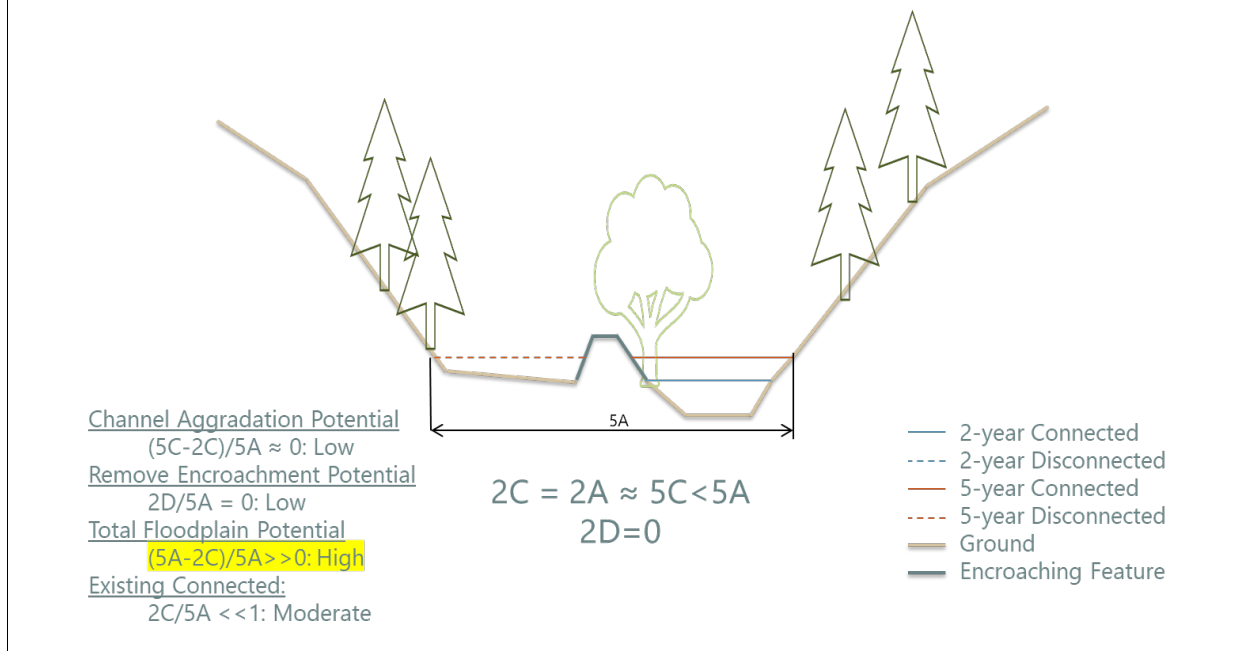 5A
Channel Aggradation Potential
(5C-2C)/5A ≈ 0: Low
Remove Encroachment Potential
2D/5A = 0: Low
Total Floodplain Potential
(5A-2C)/5A>>0: High
Existing Connected:
2C/5A <<1: Moderate
2C = 2A ≈ 5C<5A
2D=0
2-year Connected
2-year Disconnected
5-year Connected
5-year Disconnected
Ground
Encroaching Feature